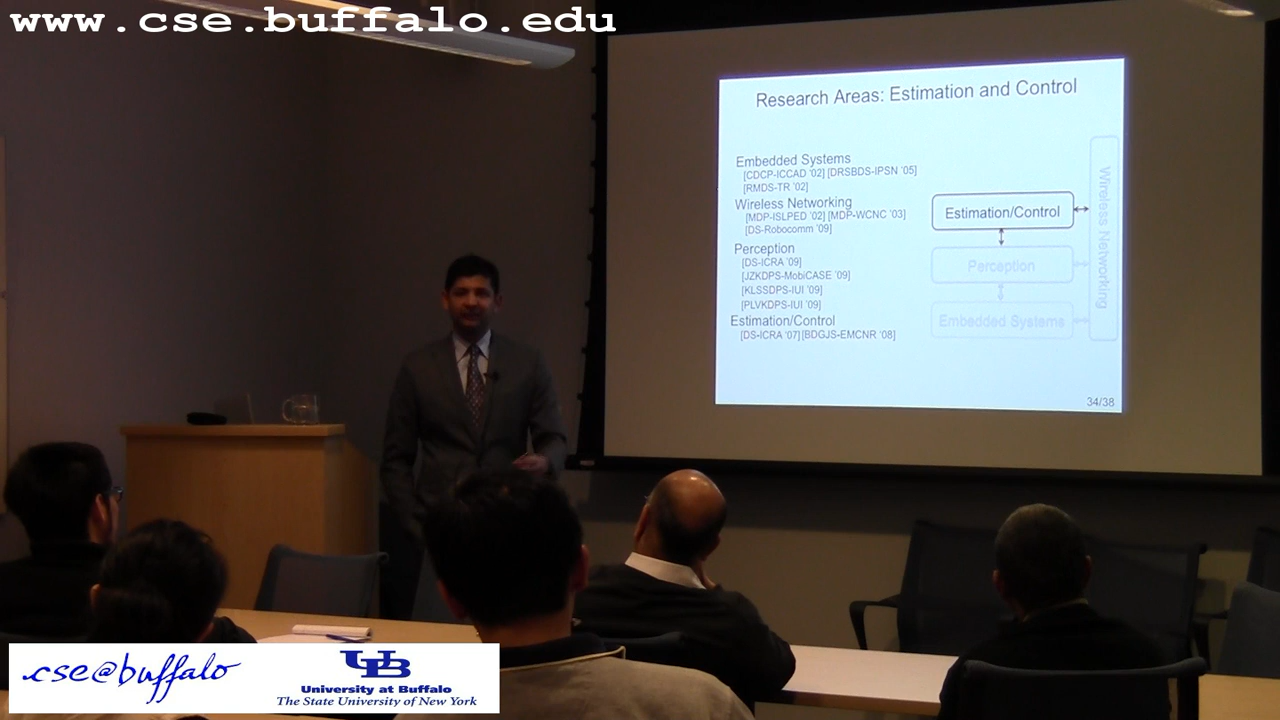 www.cse.buffalo.edu
Research Areas: Estimation and Control
Embedded Systems
[CDCP-ICCAD '02] [DRSBDS-IPSN '05]
[RMDS-TR '02]
Wireless Networking
[MDP-ISLPED '02] [MDP-WCNC '03]
[DS-Robocomm '09]
Perception
[DS-ICRA '09]
[JZKDPS-MobiCASE '09]
[KLSSDPS-IUI '09]
[PLVKDPS-IUI '09]
Estimation/Control
[DS-ICRA '07] [BDGJS-EMCNR '08]
Estimation/Control
Perception
Embedded Systems
Wireless Networking
34/38
cse@buffalo
UB
University at Buffalo
The State University of New York